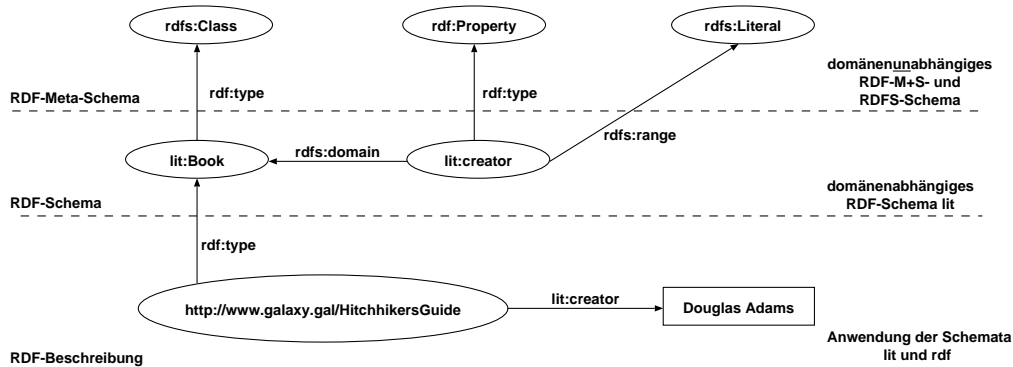 rdfs:Class
rdf:Property
rdfs:Literal
domänenunabhängiges
RDF-M+S- und
RDFS-Schema
RDF-Meta-Schema
rdf:type
rdf:type
rdfs:range
lit:Book
rdfs:domain
lit:creator
domänenabhängiges
RDF-Schema lit
RDF-Schema
rdf:type
http://www.galaxy.gal/HitchhikersGuide
lit:creator
Douglas Adams
Anwendung der Schemata
lit und rdf
RDF-Beschreibung